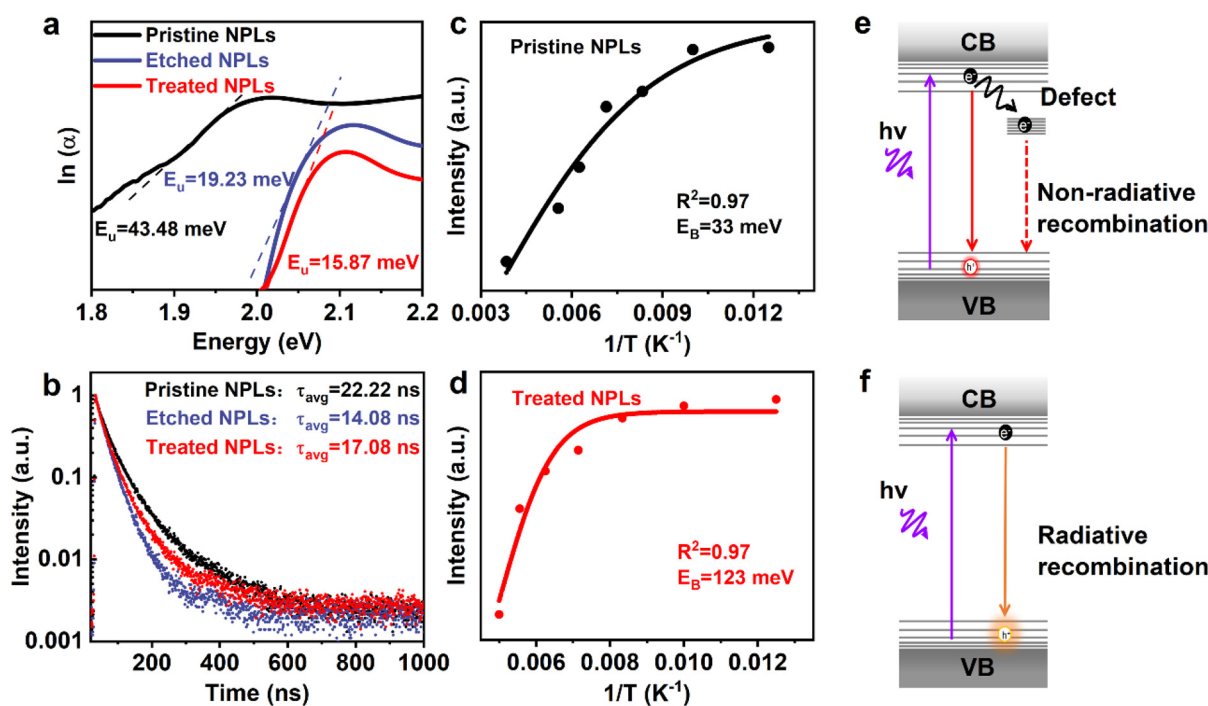 a
Pristine NPLs
Etched NPLs
Treated NPLs
ln (α)
E_u=19.23 meV
E_u=43.48 meV
E_u=15.87 meV
1.8 1.9 2.0 2.1 2.2
Energy (eV)
b
Pristine NPLs： τ_avg=22.22 ns
Etched NPLs： τ_avg=14.08 ns
Treated NPLs： τ_avg=17.08 ns
Intensity (a.u.)
1
0.1
0.01
0.001
200 400 600 800 1000
Time (ns)
c
Pristine NPLs
Intensity (a.u.)
R²=0.97
E_B=33 meV
0.003 0.006 0.009 0.012
1/T (K⁻¹)
d
Treated NPLs
Intensity (a.u.)
R²=0.97
E_B=123 meV
0.006 0.008 0.010 0.012
1/T (K⁻¹)
e
CB
e⁻
Defect
e⁻
hv
Non-radiative
recombination
h⁺
VB
f
CB
e⁻
hv
Radiative
recombination
h⁺
VB